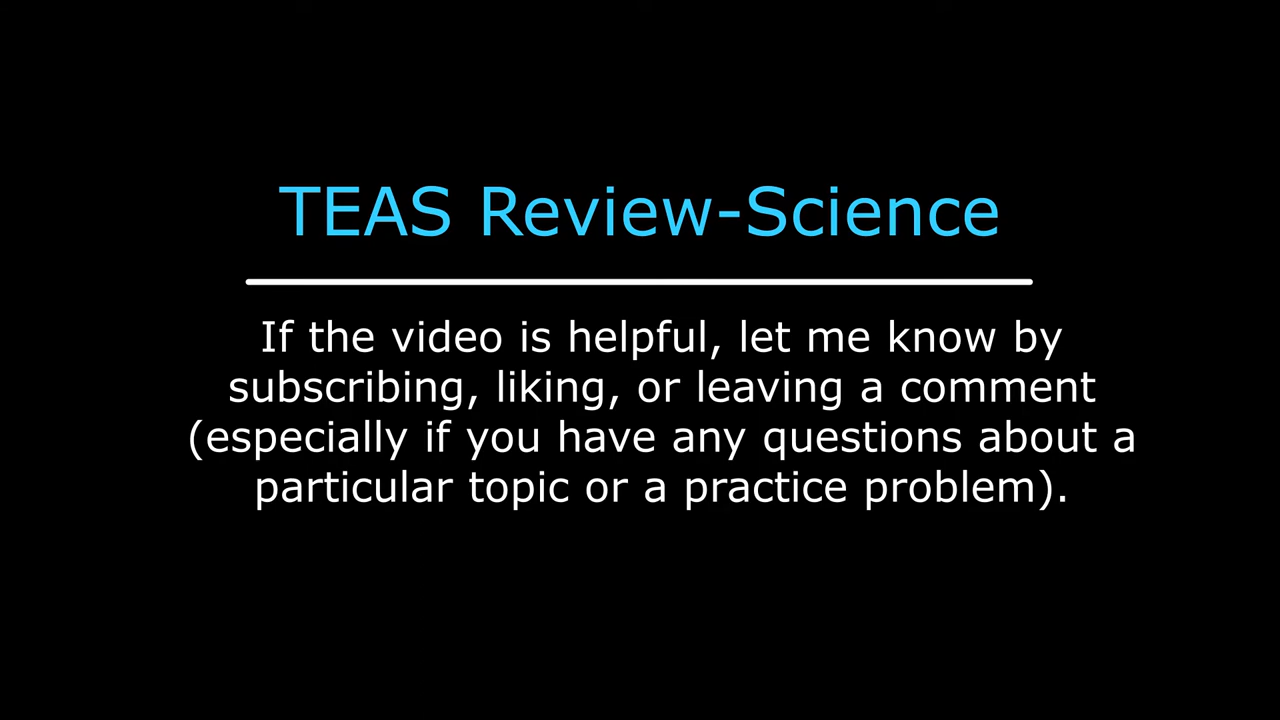 TEAS Review-Science
If the video is helpful, let me know by
subscribing, liking, or leaving a comment
(especially if you have any questions about a
particular topic or a practice problem).